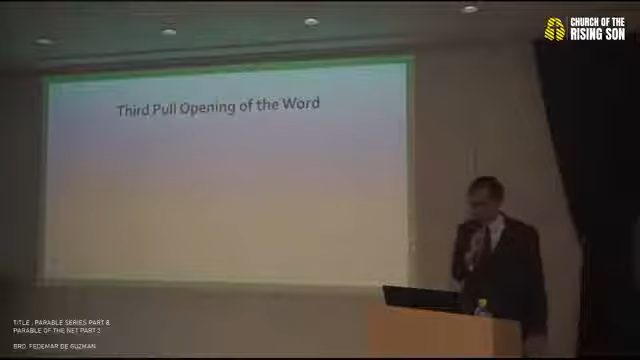 CHURCH OF THE
RISING SON
Third Pull Opening of the Word
TITLE : PARABLE SERIES PART 8
PARABLE OF THE NET PART 2
BRO. FEDEMAR DE GUZMAN